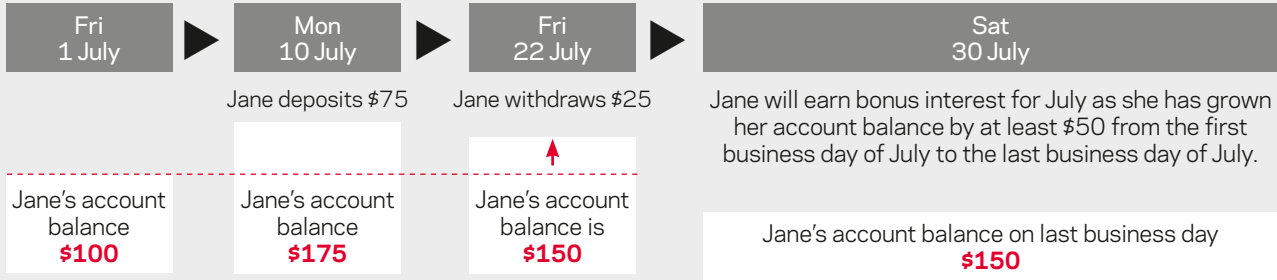 Fri
1 July
Mon
10 July
Fri
22 July
Sat
30 July
Jane deposits $75
Jane withdraws $25
Jane will earn bonus interest for July as she has grown
her account balance by at least $50 from the first
business day of July to the last business day of July.
Jane’s account
balance
$100
Jane’s account
balance
$175
Jane’s account
balance is
$150
Jane’s account balance on last business day
$150